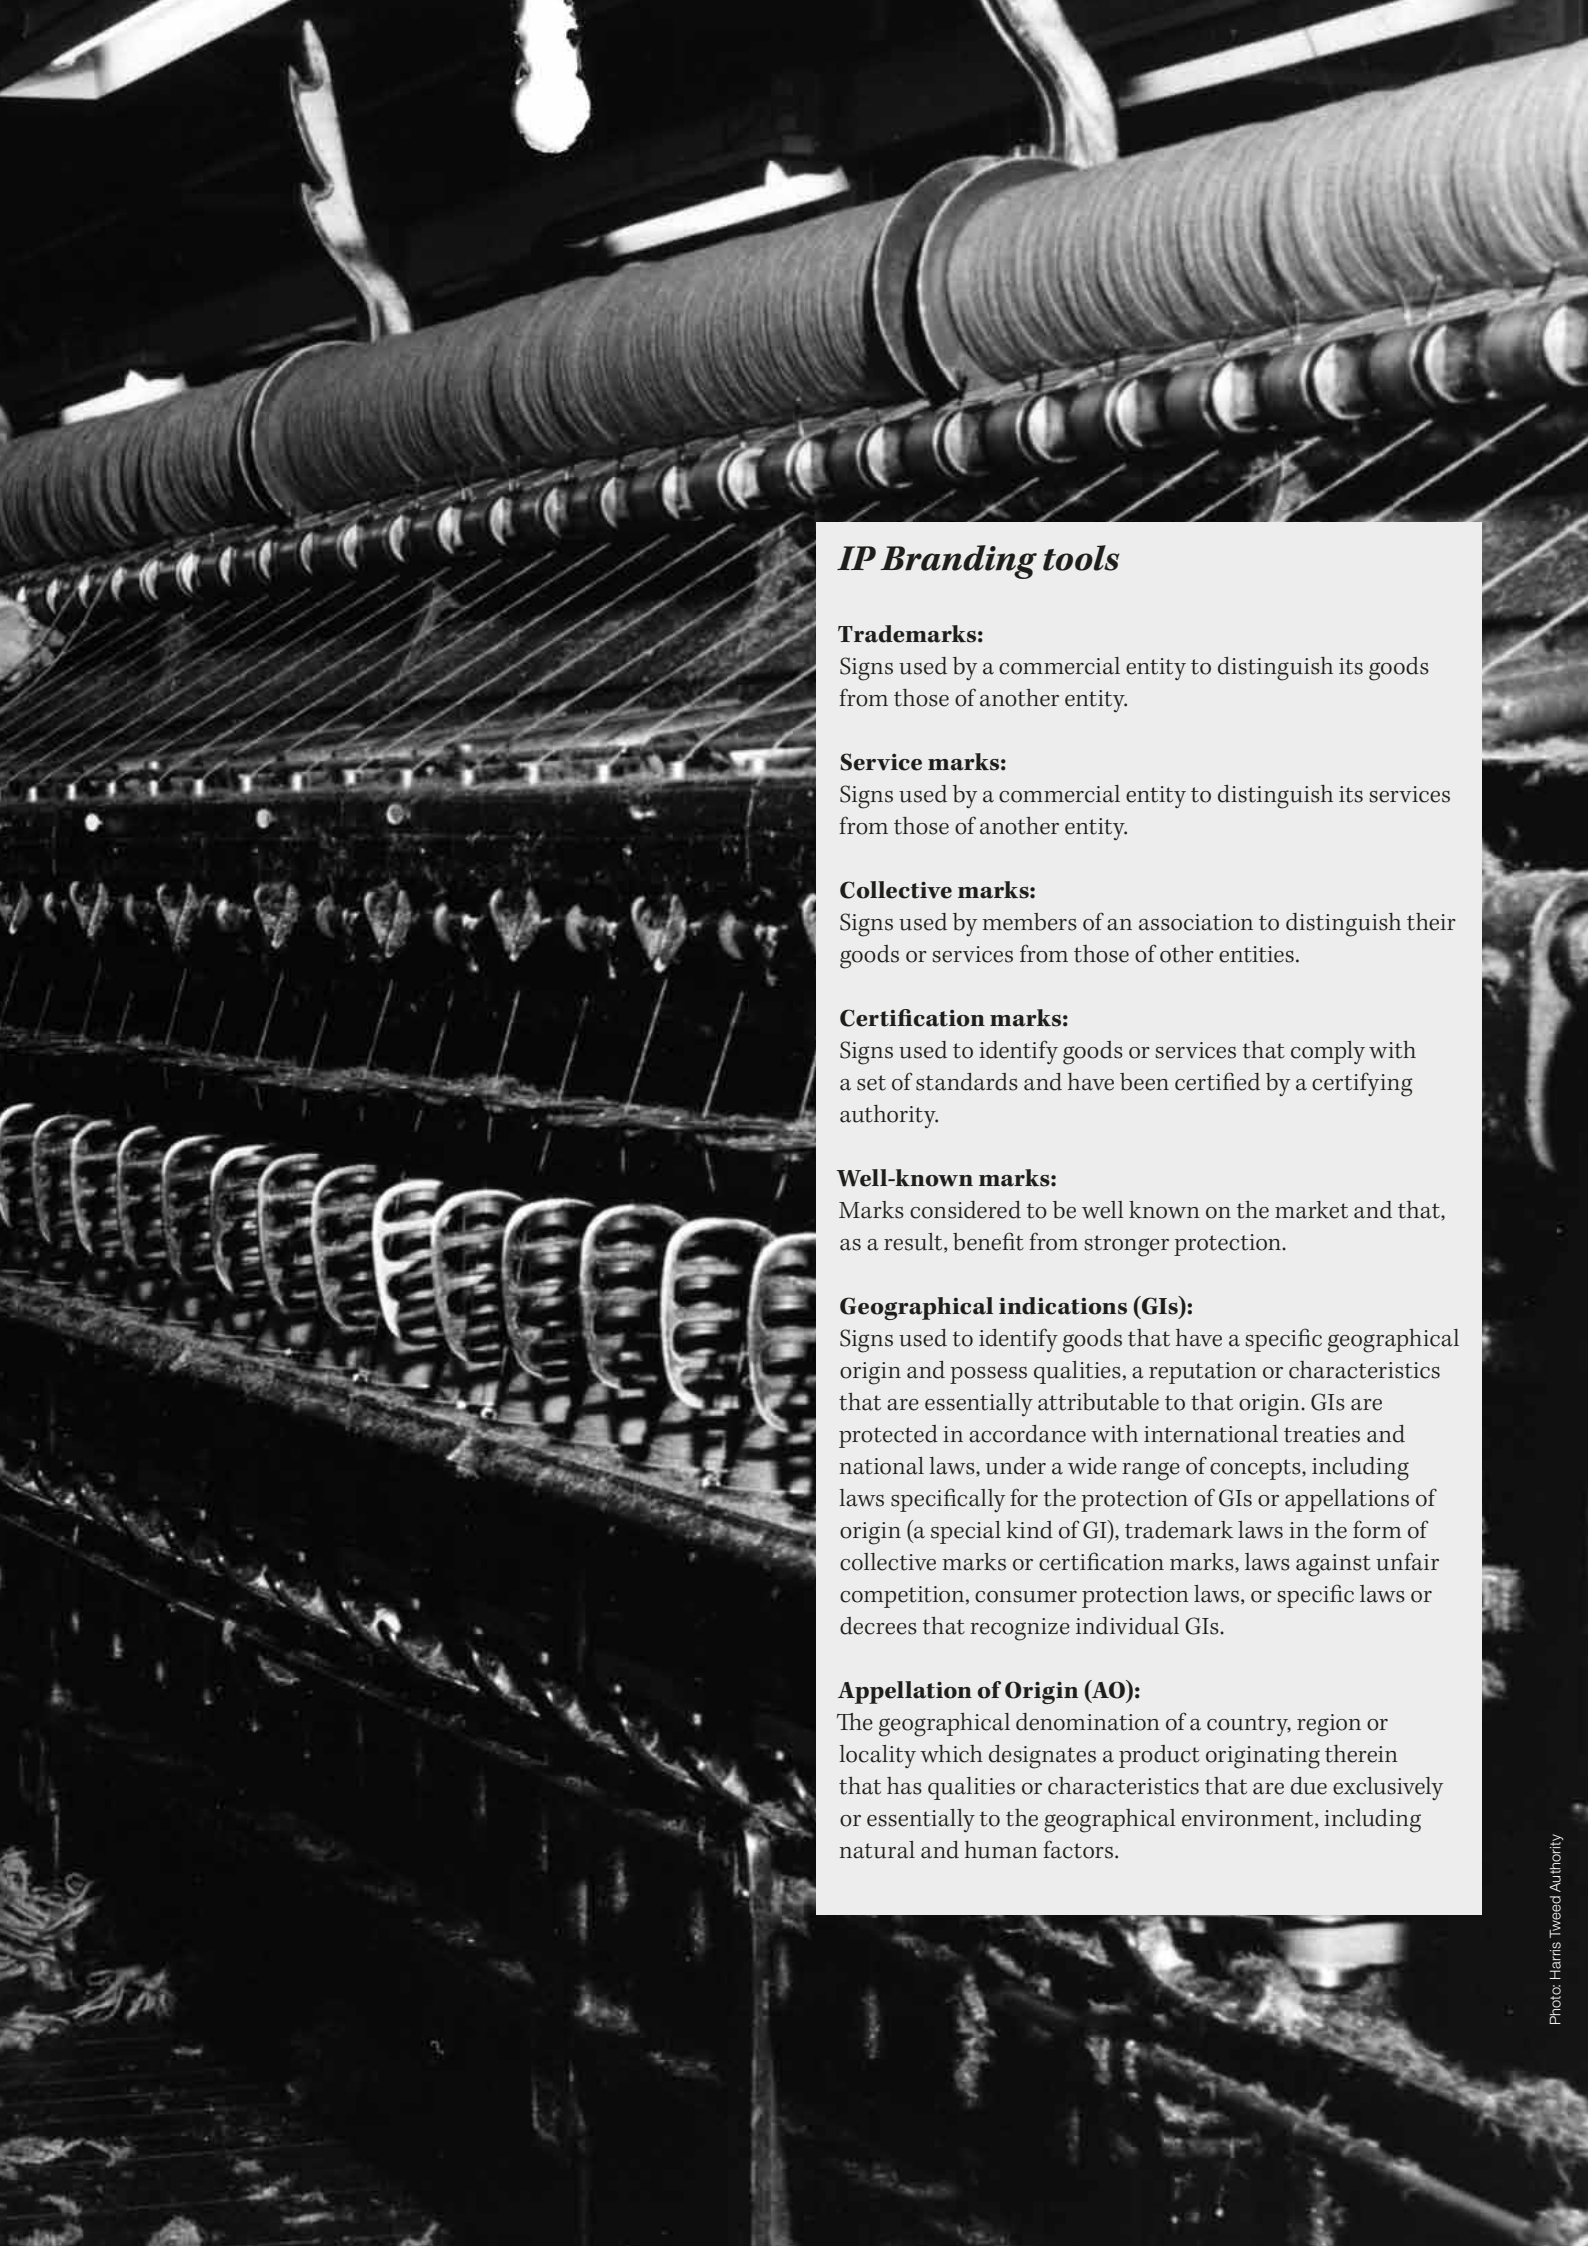 IP Branding tools
Trademarks:
Signs used by a commercial entity to distinguish its goods
from those of another entity.
Service marks:
Signs used by a commercial entity to distinguish its services
from those of another entity.
Collective marks:
Signs used by members of an association to distinguish their
goods or services from those of other entities.
Certification marks:
Signs used to identify goods or services that comply with
a set of standards and have been certified by a certifying
authority.
Well-known marks:
Marks considered to be well known on the market and that,
as a result, benefit from stronger protection.
Geographical indications (GIs):
Signs used to identify goods that have a specific geographical
origin and possess qualities, a reputation or characteristics
that are essentially attributable to that origin. GIs are
protected in accordance with international treaties and
national laws, under a wide range of concepts, including
laws specifically for the protection of GIs or appellations of
origin (a special kind of GI), trademark laws in the form of
collective marks or certification marks, laws against unfair
competition, consumer protection laws, or specific laws or
decrees that recognize individual GIs.
Appellation of Origin (AO):
The geographical denomination of a country, region or
locality which designates a product originating therein
that has qualities or characteristics that are due exclusively
or essentially to the geographical environment, including
natural and human factors.
Photo: Harris Tweed Authority